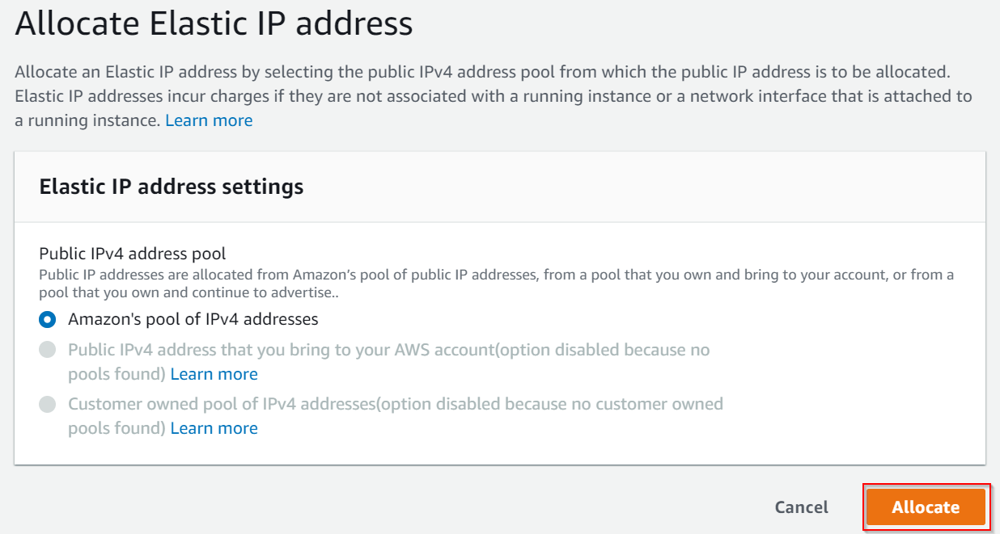 Allocate Elastic IP address
Allocate an Elastic IP address by selecting the public IPv4 address pool from which the public IP address is to be allocated.
Elastic IP addresses incur charges if they are not associated with a running instance or a network interface that is attached to
a running instance. Learn more
Elastic IP address settings
Public IPv4 address pool
Public IP addresses are allocated from Amazon's pool of public IP addresses, from a pool that you own and bring to your account, or from a
pool that you own and continue to advertise..
Amazon's pool of IPv4 addresses
Public IPv4 address that you bring to your AWS account(option disabled because no
pools found) Learn more
Customer owned pool of IPv4 addresses(option disabled because no customer owned
pools found) Learn more
Cancel
Allocate